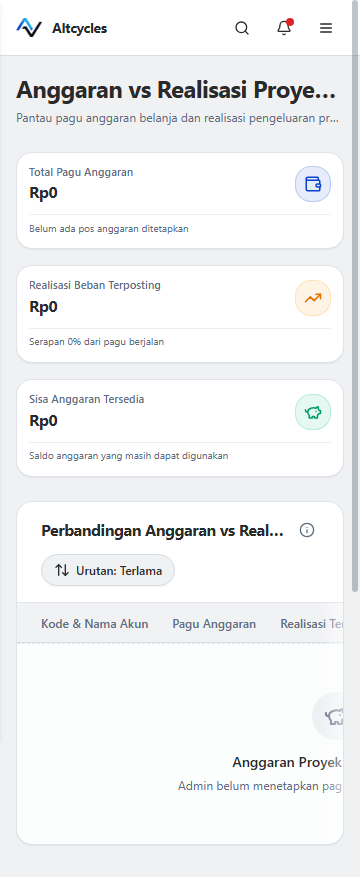 Altcycles
Anggaran vs Realisasi Proye...
Pantau pagu anggaran belanja dan realisasi pengeluaran pr...
Total Pagu Anggaran
Rp0
Belum ada pos anggaran ditetapkan
Realisasi Beban Terposting
Rp0
Serapan 0% dari pagu berjalan
Sisa Anggaran Tersedia
Rp0
Saldo anggaran yang masih dapat digunakan
Perbandingan Anggaran vs Real...
Urutan: Terlama
Kode & Nama Akun Pagu Anggaran Realisasi
Anggaran Proyek
Admin belum menetapkan pag